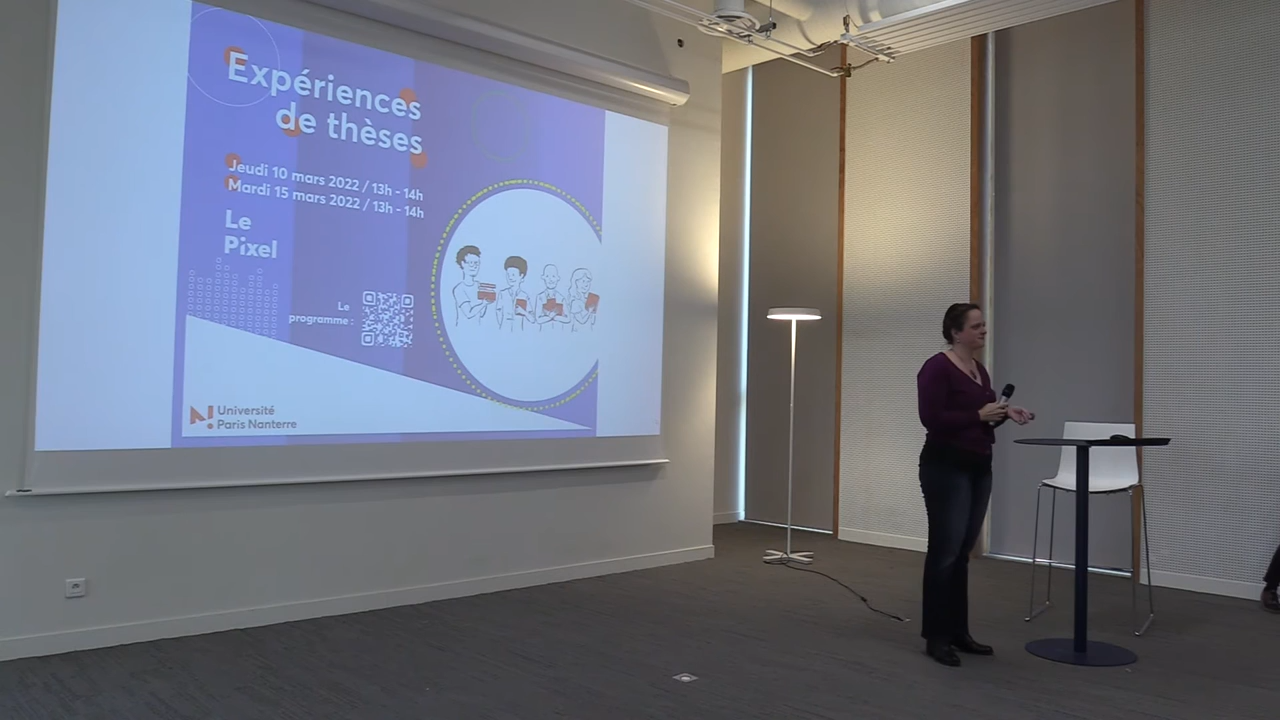 Expériences
de thèses
Jeudi 10 mars 2022 / 13h - 14h
Mardi 15 mars 2022 / 13h - 14h
Le
Pixel
Le
programme :
Université
Paris Nanterre